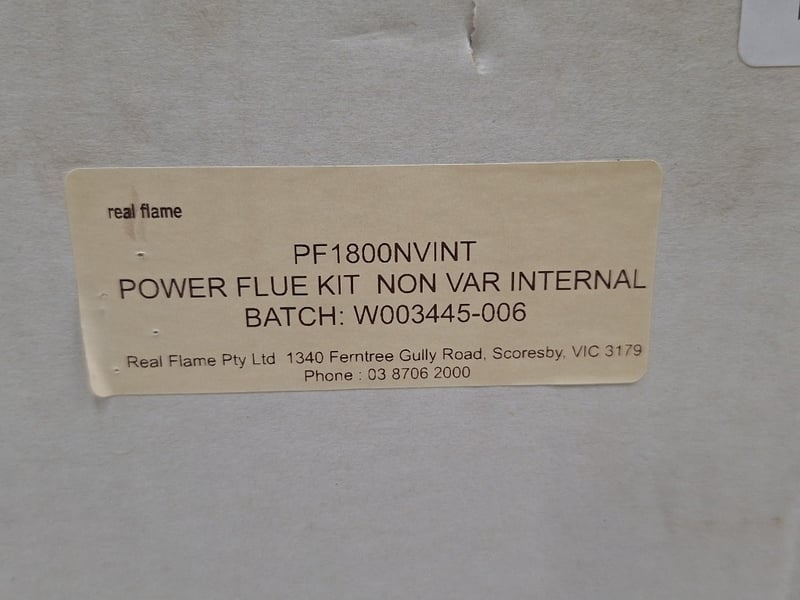 real flame
PF1800NVINT
POWER FLUE KIT NON VAR INTERNAL
BATCH: W003445-006
Real Flame Pty Ltd 1340 Ferntree Gully Road, Scoresby, VIC 3179
Phone : 03 8706 2000